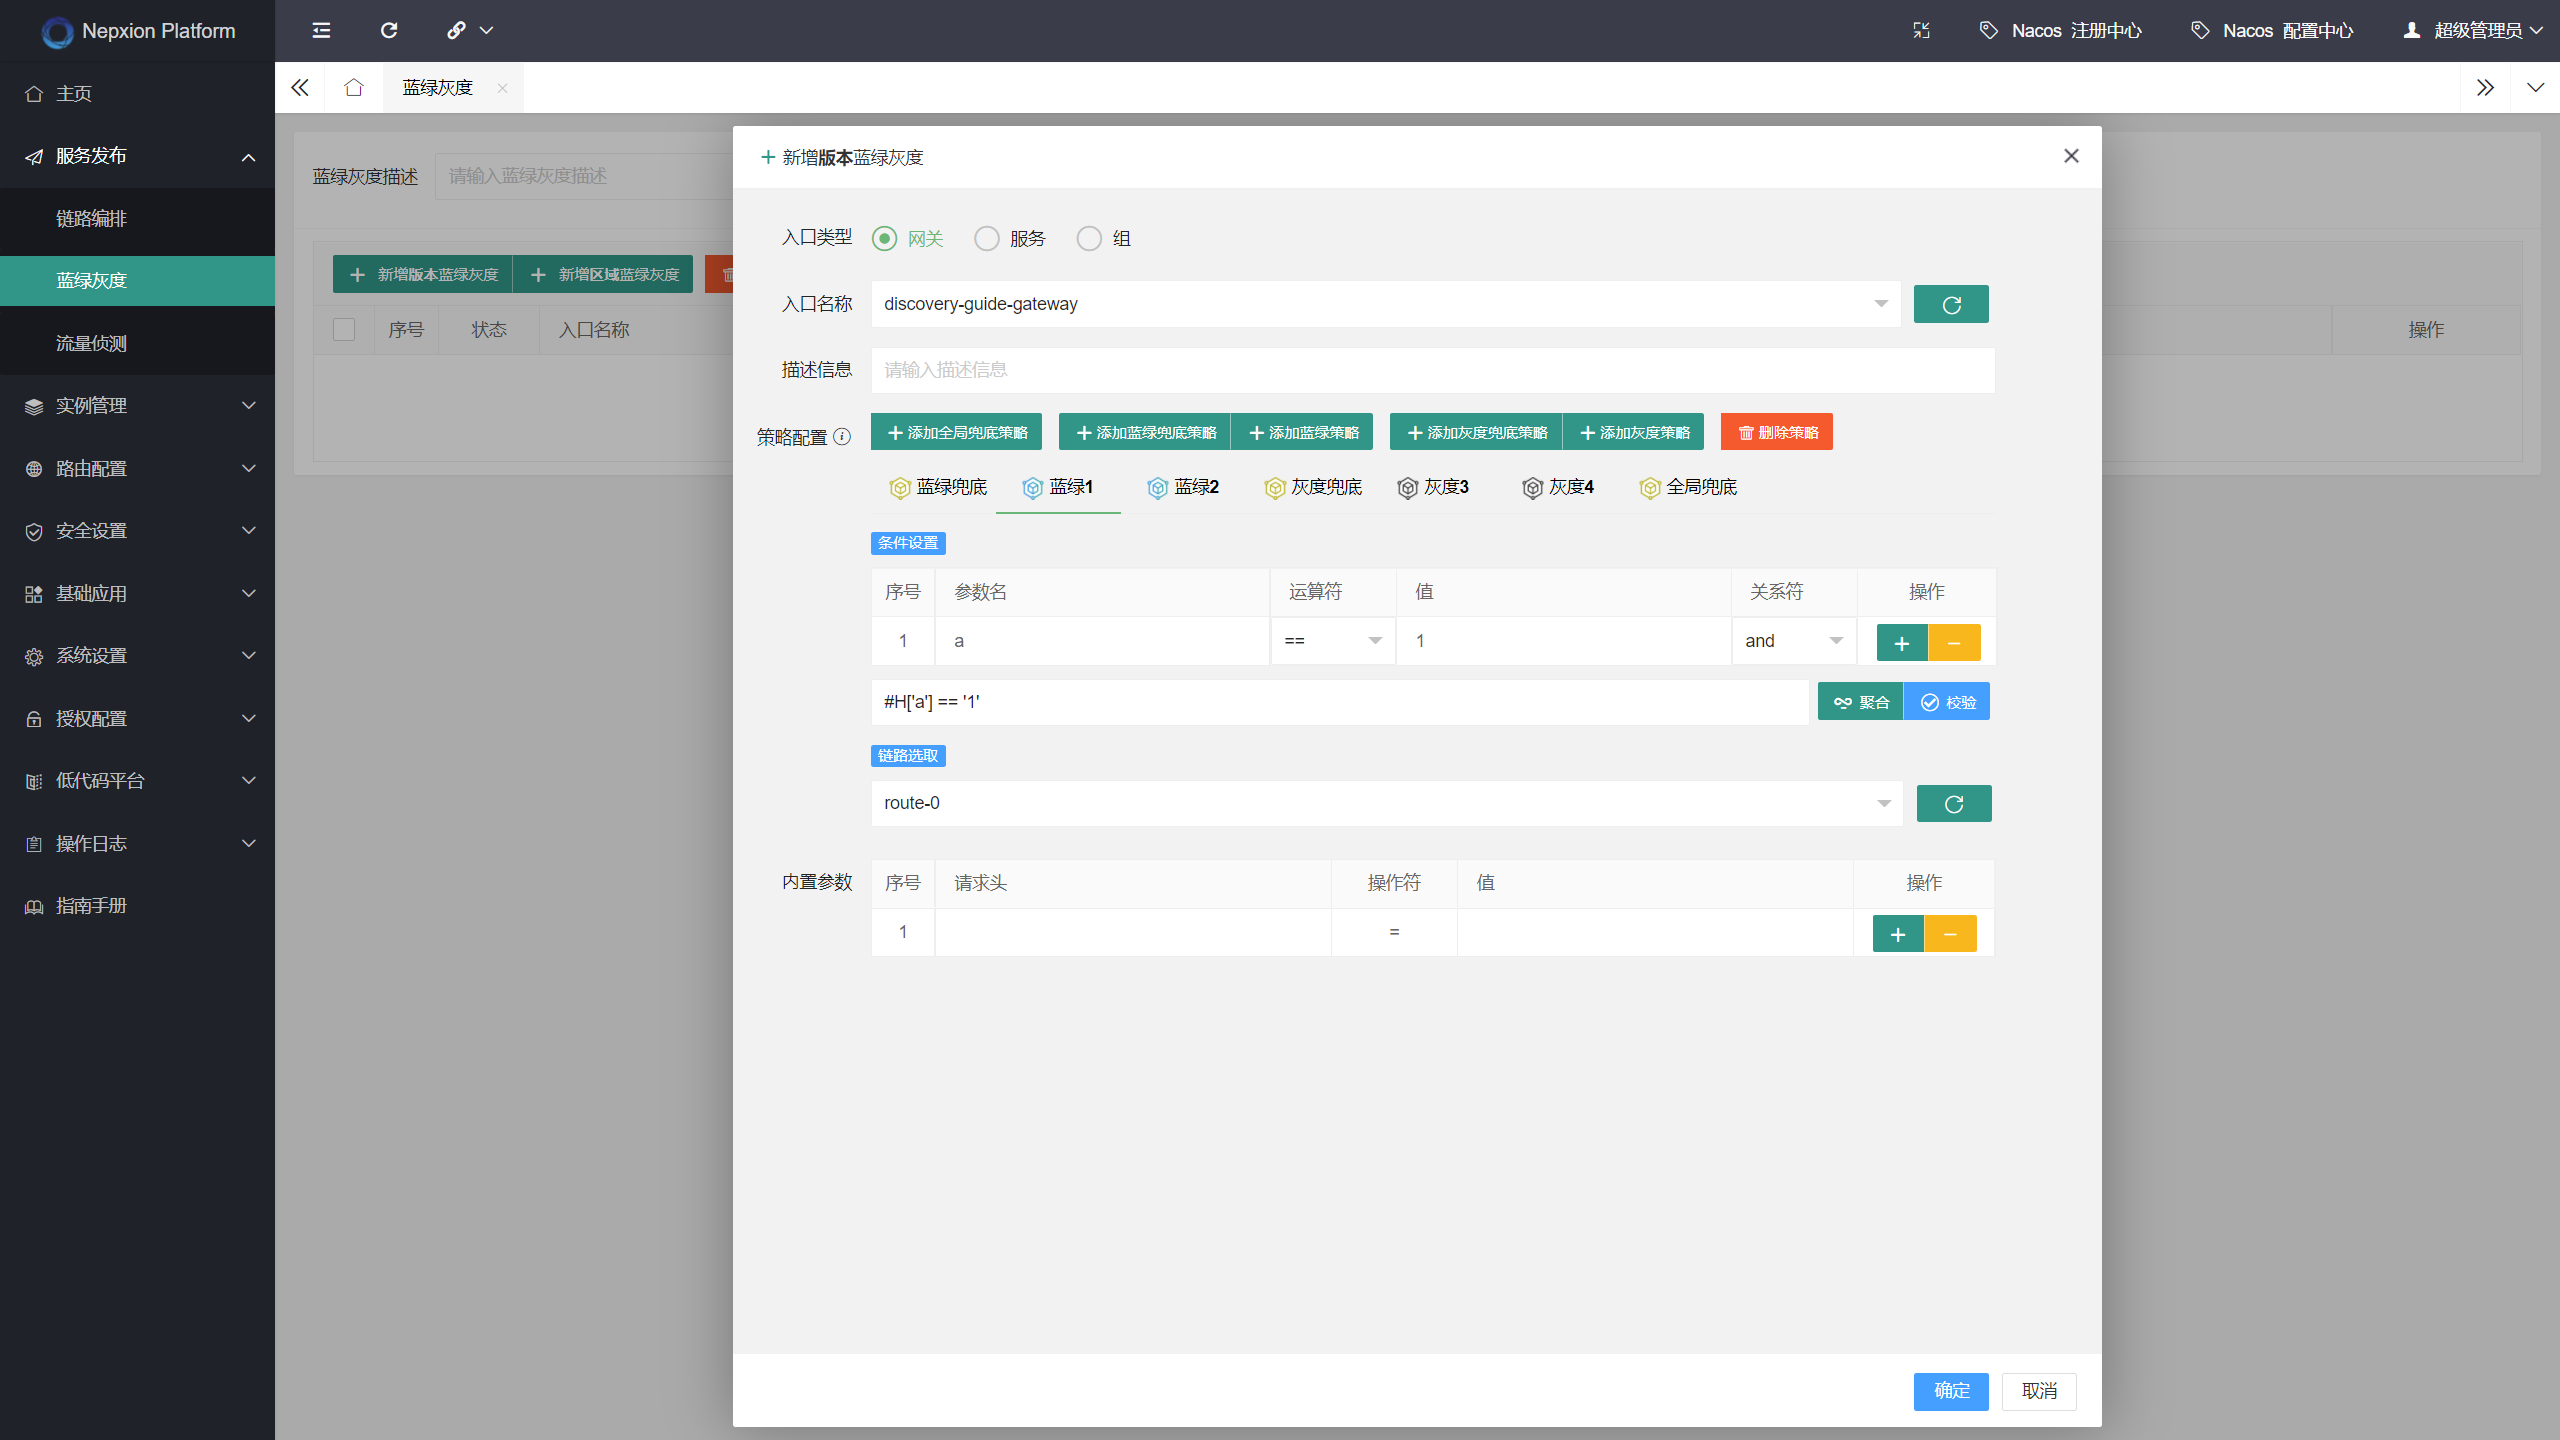 Nepxion Platform
Nacos 注册中心
Nacos 配置中心
超级管理员
主页
服务发布
链路编排
蓝绿灰度
流量侦测
实例管理
路由配置
安全设置
基础应用
系统设置
授权配置
低代码平台
操作日志
指南手册
蓝绿灰度
蓝绿灰度描述 请输入蓝绿灰度描述
新增版本蓝绿灰度 新增区域蓝绿灰度
序号 状态 入口名称 操作
新增版本蓝绿灰度
入口类型 网关 服务 组
入口名称 discovery-guide-gateway
描述信息 请输入描述信息
策略配置 添加全局兜底策略 添加蓝绿兜底策略 添加蓝绿策略 添加灰度兜底策略 添加灰度策略 删除策略
蓝绿兜底 蓝绿1 蓝绿2 灰度兜底 灰度3 灰度4 全局兜底
条件设置
序号 参数名 运算符 值 关系符 操作
1 a == 1 and + −
#H['a'] == '1' 聚合 校验
链路选取
route-0
内置参数 序号 请求头 操作符 值 操作
1 = + −
确定 取消